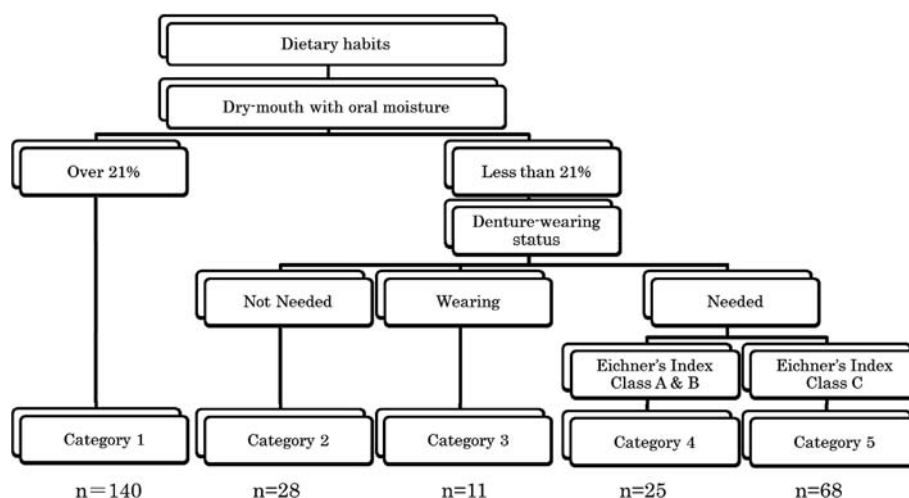 Dietary habits
Dry-mouth with oral moisture
Over 21%
Less than 21%
Denture-wearing
status
Not Needed
Wearing
Needed
Eichner's Index
Class A & B
Eichner's Index
Class C
Category 1
Category 2
Category 3
Category 4
Category 5
n=140
n=28
n=11
n=25
n=68